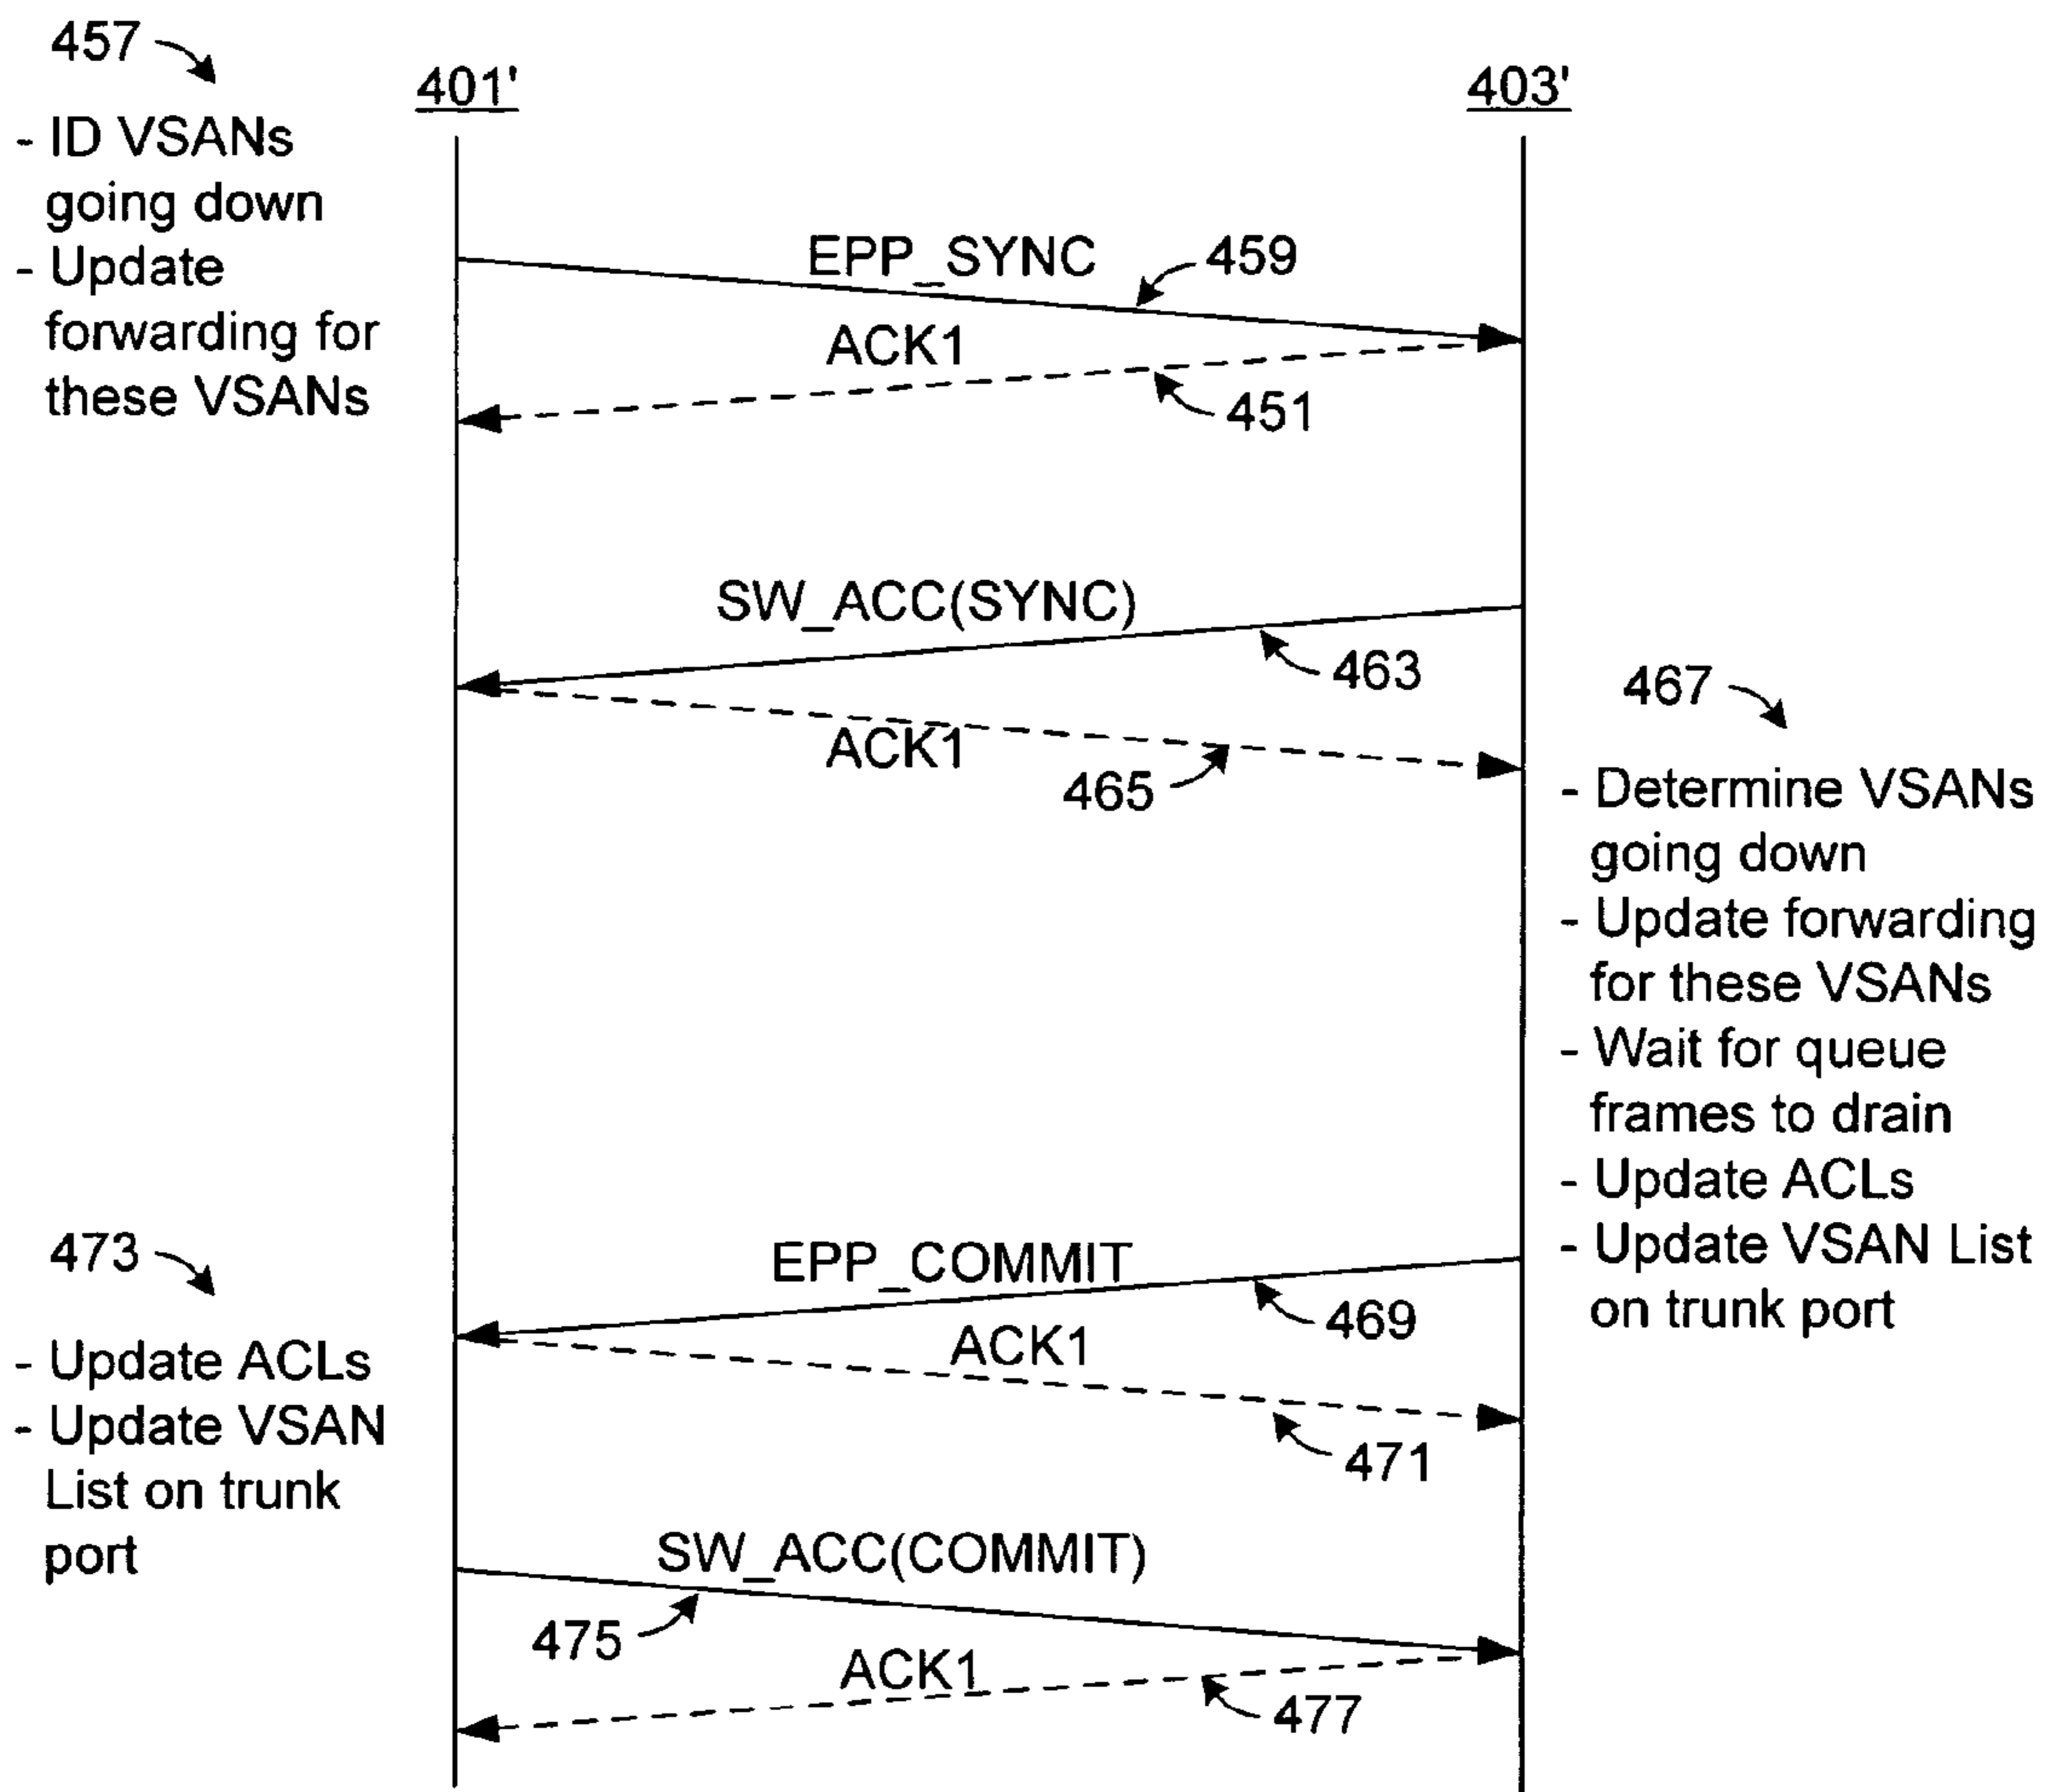 457
401'
403'
- ID VSANs
going down
- Update
forwarding for
these VSANs
EPP_SYNC
459
ACK1
451
SW_ACC(SYNC)
463
ACK1
465
467
- Determine VSANs
going down
- Update forwarding
for these VSANs
- Wait for queue
frames to drain
- Update ACLs
- Update VSAN List
on trunk port
EPP_COMMIT
469
ACK1
471
473
- Update ACLs
- Update VSAN
List on trunk
port
SW_ACC(COMMIT)
475
ACK1
477